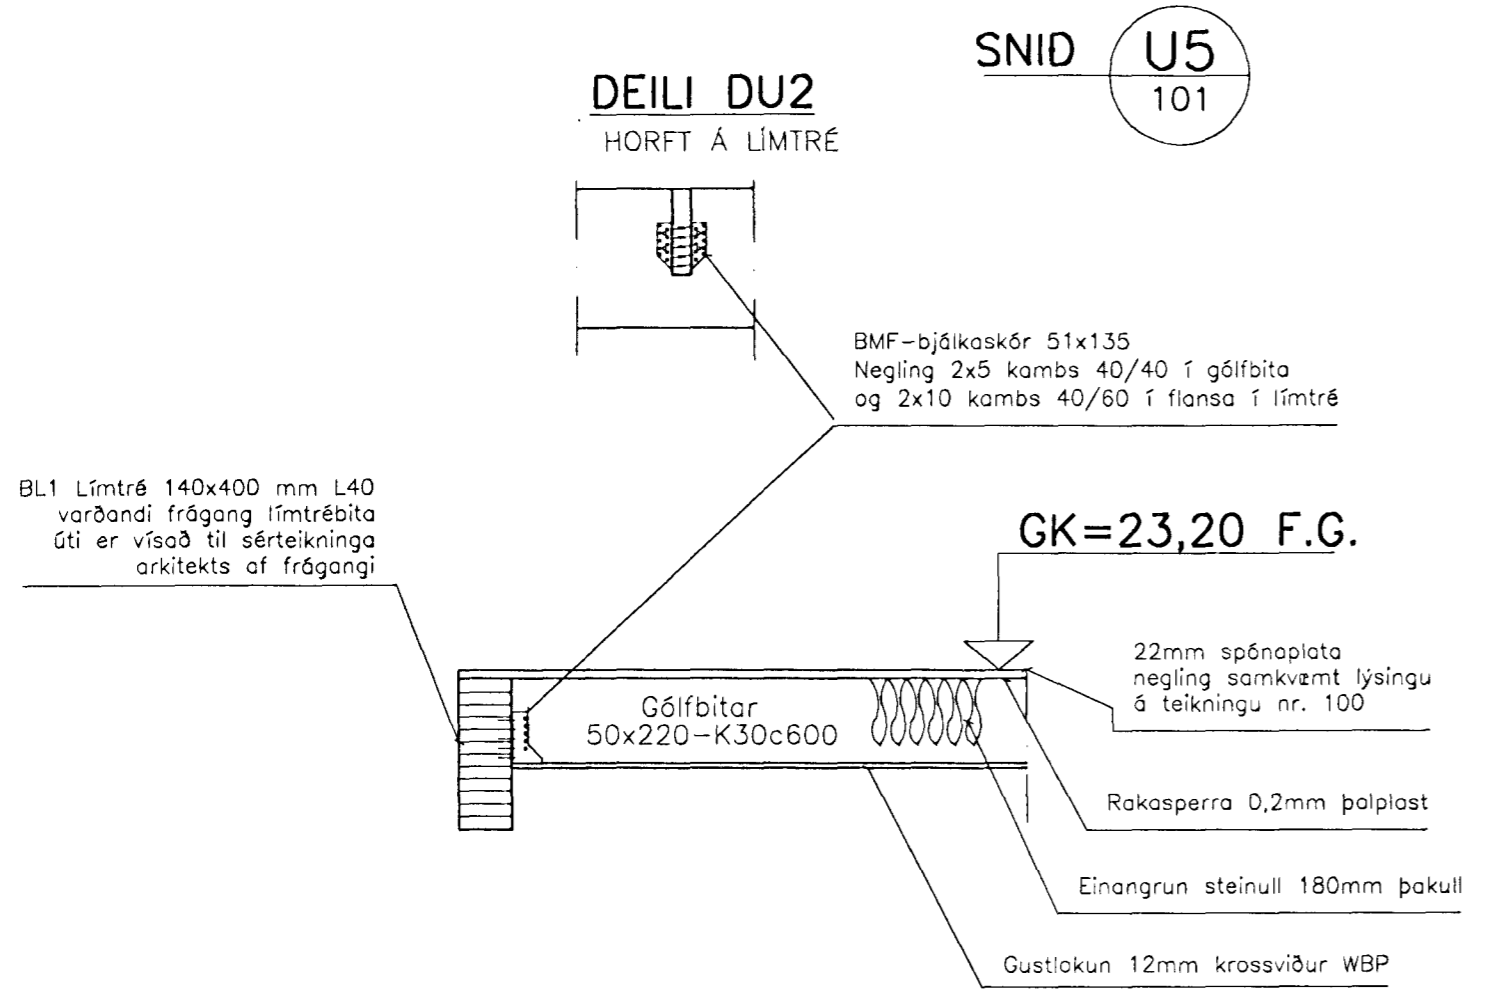 SNIÐ U5
101
DEILI DU2
HORFT Á LÍMTRÉ
BMF-bjálkaskór 51x135
Negling 2x5 kambs 40/40 í gólfbita
og 2x10 kambs 40/60 í flansa í límtré
BL1 Límtré 140x400 mm L40
varðandi frágang límtrébita
úti er vísað til sérteikninga
arkitekts af frágangi
GK=23,20 F.G.
22mm spónaplata
negling samkvæmt lýsingu
á teikningu nr. 100
Gólfbitar
50x220-K30c600
Rakasperra 0,2mm þalplast
Einangrun steinull 180mm þakull
Gustlokun 12mm krossviður WBP